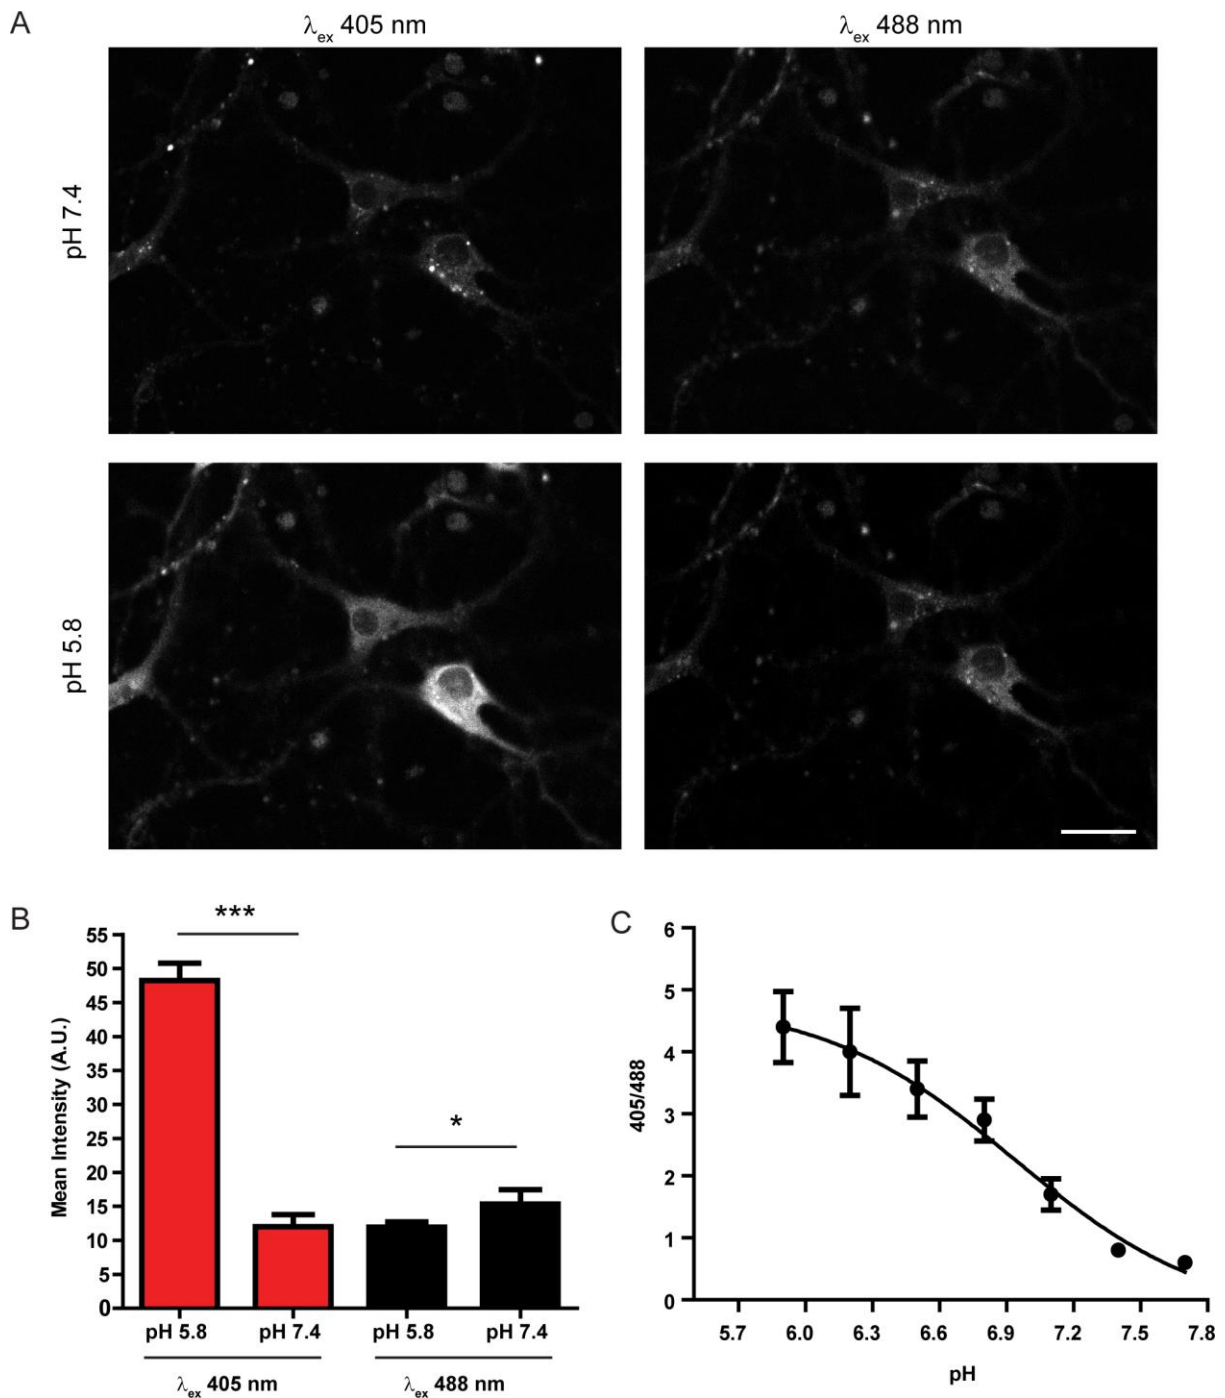 A
λex 405 nm
λex 488 nm
pH 7.4
pH 5.8
B
***
*
Mean Intensity (A.U.)
55
50
45
40
35
30
25
20
15
10
5
0
pH 5.8
pH 7.4
pH 5.8
pH 7.4
λex 405 nm
λex 488 nm
C
405/488
6
5
4
3
2
1
0
5.7
6.0
6.3
6.6
6.9
7.2
7.5
7.8
pH